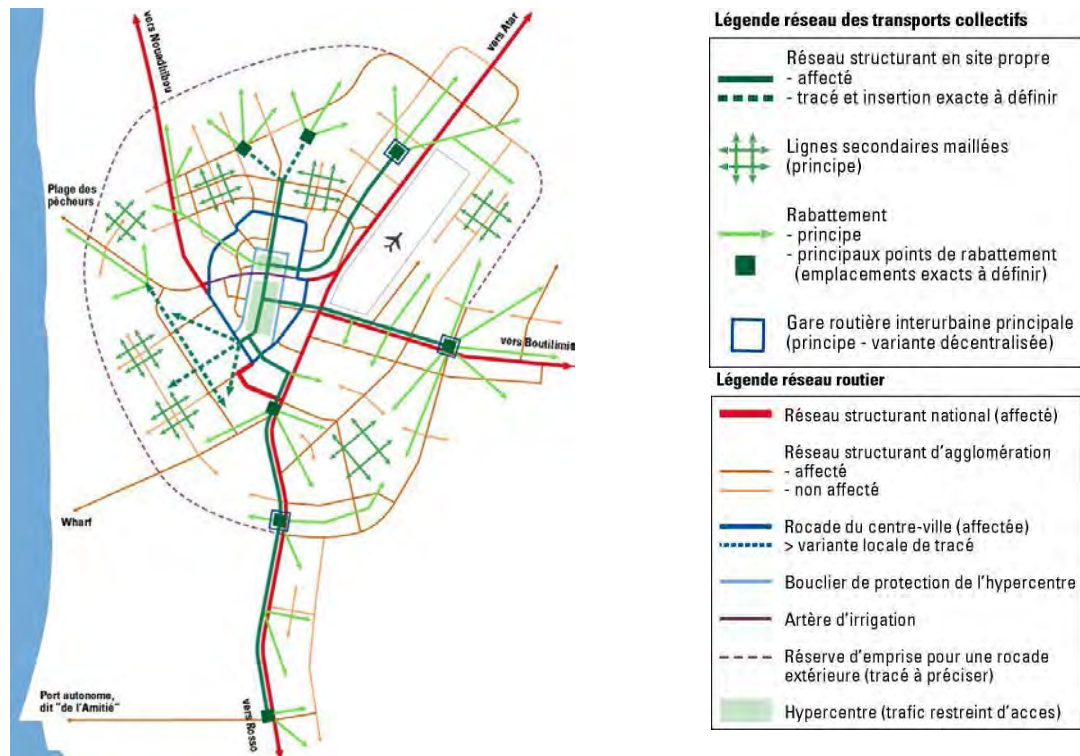 vers Nouadhibou
vers Atar
Plage des
pêcheurs
vers Boutilimit
Wharf
Port autonome,
dit "de l'Amitié"
vers Rosso
Légende réseau des transports collectifs
Réseau structurant en site propre
- affecté
- tracé et insertion exacte à définir
Lignes secondaires maillées
(principe)
Rabattement
- principe
- principaux points de rabattement
(emplacements exacts à définir)
Gare routière interurbaine principale
(principe - variante décentralisée)
Légende réseau routier
Réseau structurant national (affecté)
Réseau structurant d'agglomération
- affecté
- non affecté
Rocade du centre-ville (affectée)
> variante locale de tracé
Bouclier de protection de l'hypercentre
Artère d'irrigation
Réserve d'emprise pour une rocade
extérieure (tracé à préciser)
Hypercentre (trafic restreint d'acces)